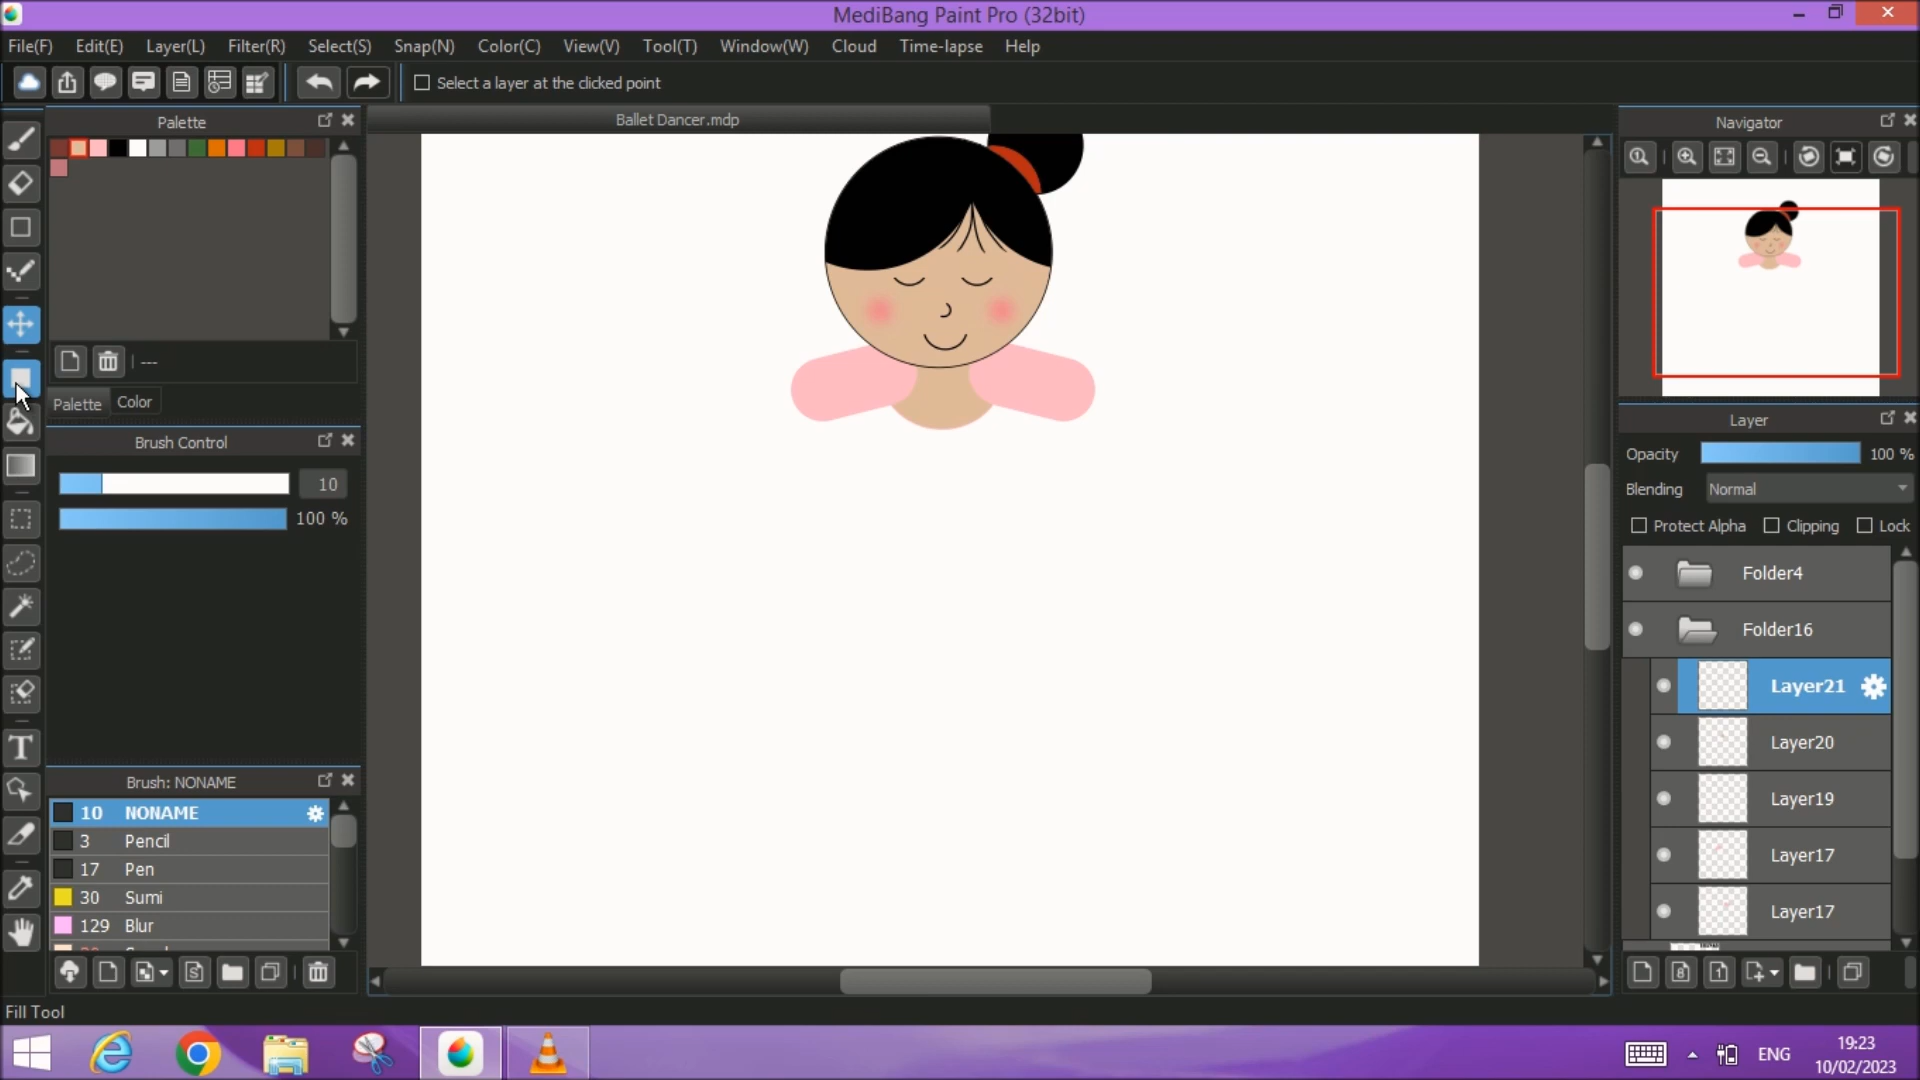 MediBang Paint Pro (32bit)
File(F) Edit(E) Layer(L) Filter(R) Select(S) Snap(N) Color(C) View(V) Tool(T) Window(W) Cloud Time-lapse Help
Select a layer at the clicked point
Palette
Ballet Dancer.mdp
Navigator
---
Palette Color
Brush Control
10
100 %
Layer
Opacity 100 %
Blending Normal
Protect Alpha Clipping Lock
Folder4
Folder16
Layer21
Layer20
Layer19
Layer17
Layer17
Brush: NONAME
10 NONAME
3 Pencil
17 Pen
30 Sumi
129 Blur
Fill Tool
ENG
19:23
10/02/2023